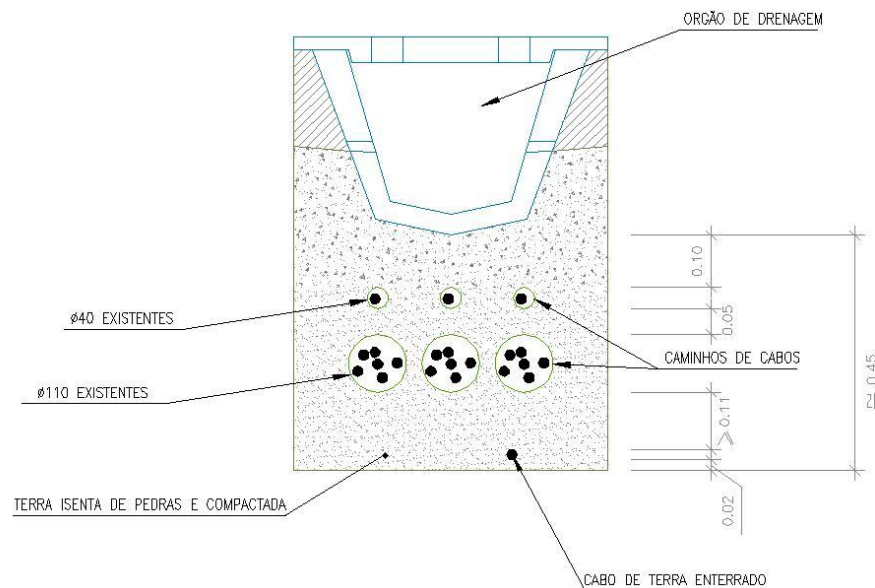 ORGÃO DE DRENAGEM
0.10
Ø40 EXISTENTES
0.05
CAMINHOS DE CABOS
≥ 0.45
Ø110 EXISTENTES
≥ 0.11
TERRA ISENTA DE PEDRAS E COMPACTADA
0.02
CABO DE TERRA ENTERRADO